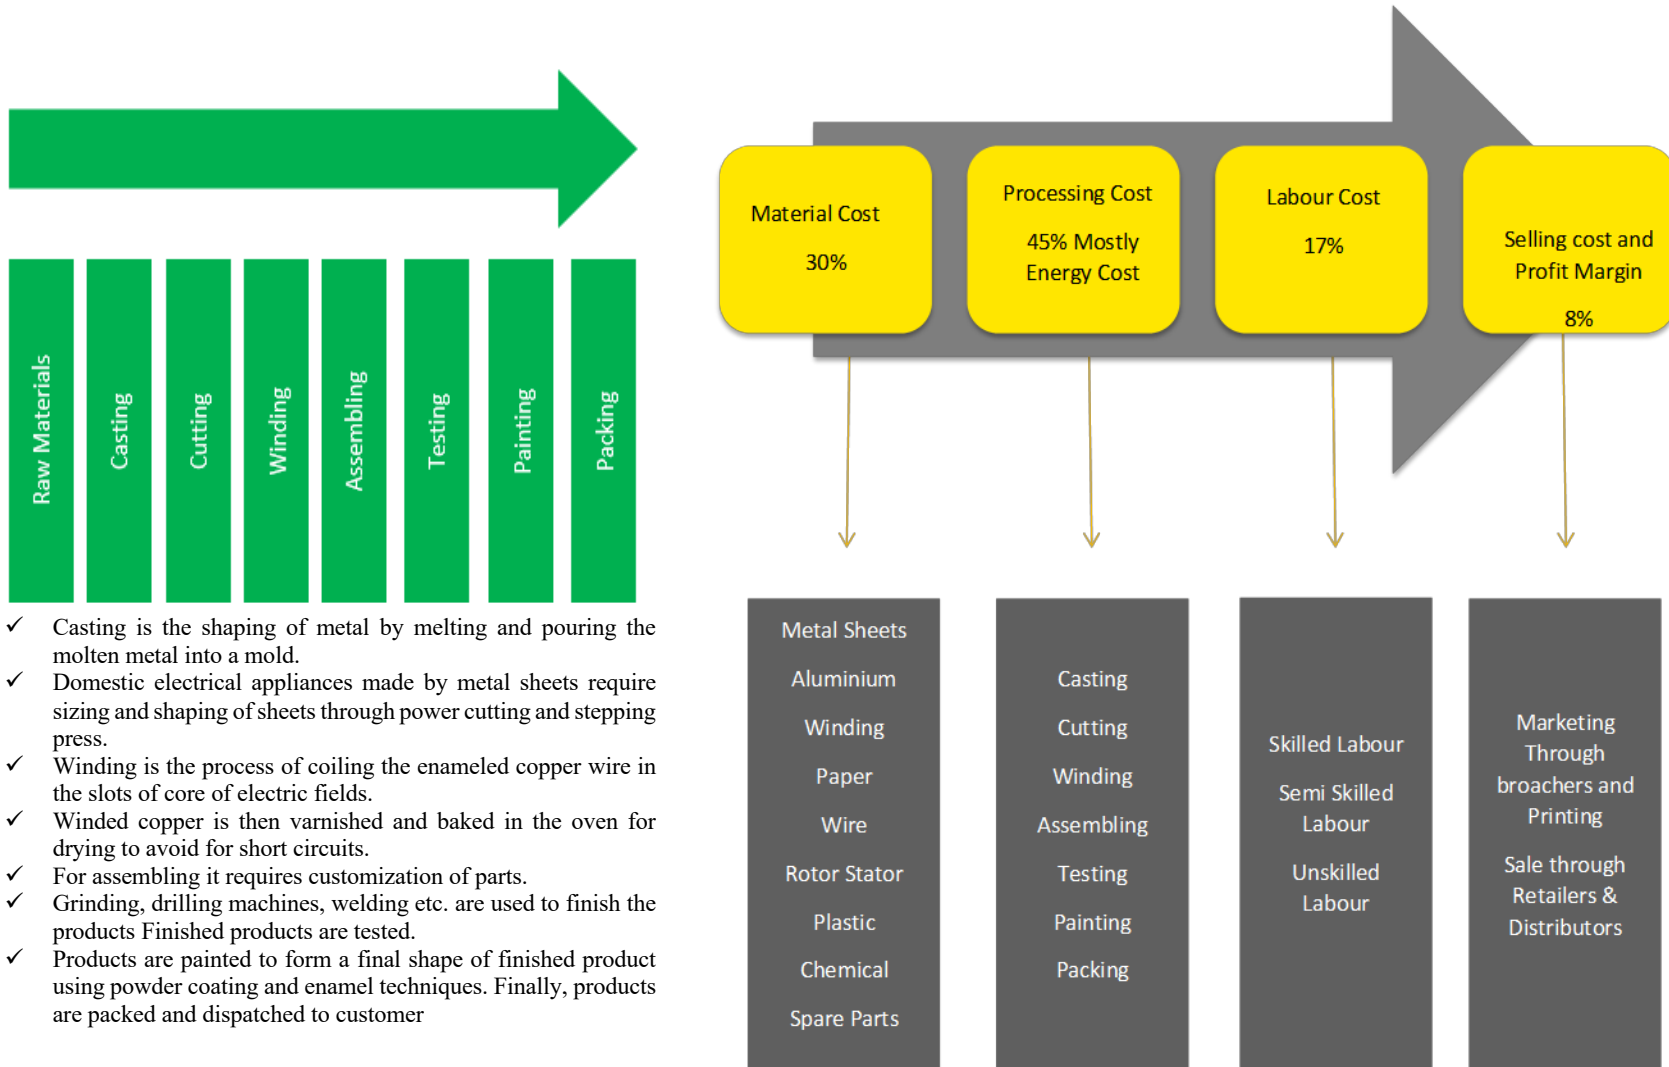 Raw Materials
Casting
Cutting
Winding
Assembling
Testing
Painting
Packing
✓ Casting is the shaping of metal by melting and pouring the
molten metal into a mold.
✓ Domestic electrical appliances made by metal sheets require
sizing and shaping of sheets through power cutting and stepping
press.
✓ Winding is the process of coiling the enameled copper wire in
the slots of core of electric fields.
✓ Winded copper is then varnished and baked in the oven for
drying to avoid for short circuits.
✓ For assembling it requires customization of parts.
✓ Grinding, drilling machines, welding etc. are used to finish the
products Finished products are tested.
✓ Products are painted to form a final shape of finished product
using powder coating and enamel techniques. Finally, products
are packed and dispatched to customer
Material Cost
30%
Processing Cost
45% Mostly
Energy Cost
Labour Cost
17%
Selling cost and
Profit Margin
8%
Metal Sheets
Aluminium
Winding
Paper
Wire
Rotor Stator
Plastic
Chemical
Spare Parts
Casting
Cutting
Winding
Assembling
Testing
Painting
Packing
Skilled Labour
Semi Skilled
Labour
Unskilled
Labour
Marketing
Through
broachers and
Printing
Sale through
Retailers &
Distributors